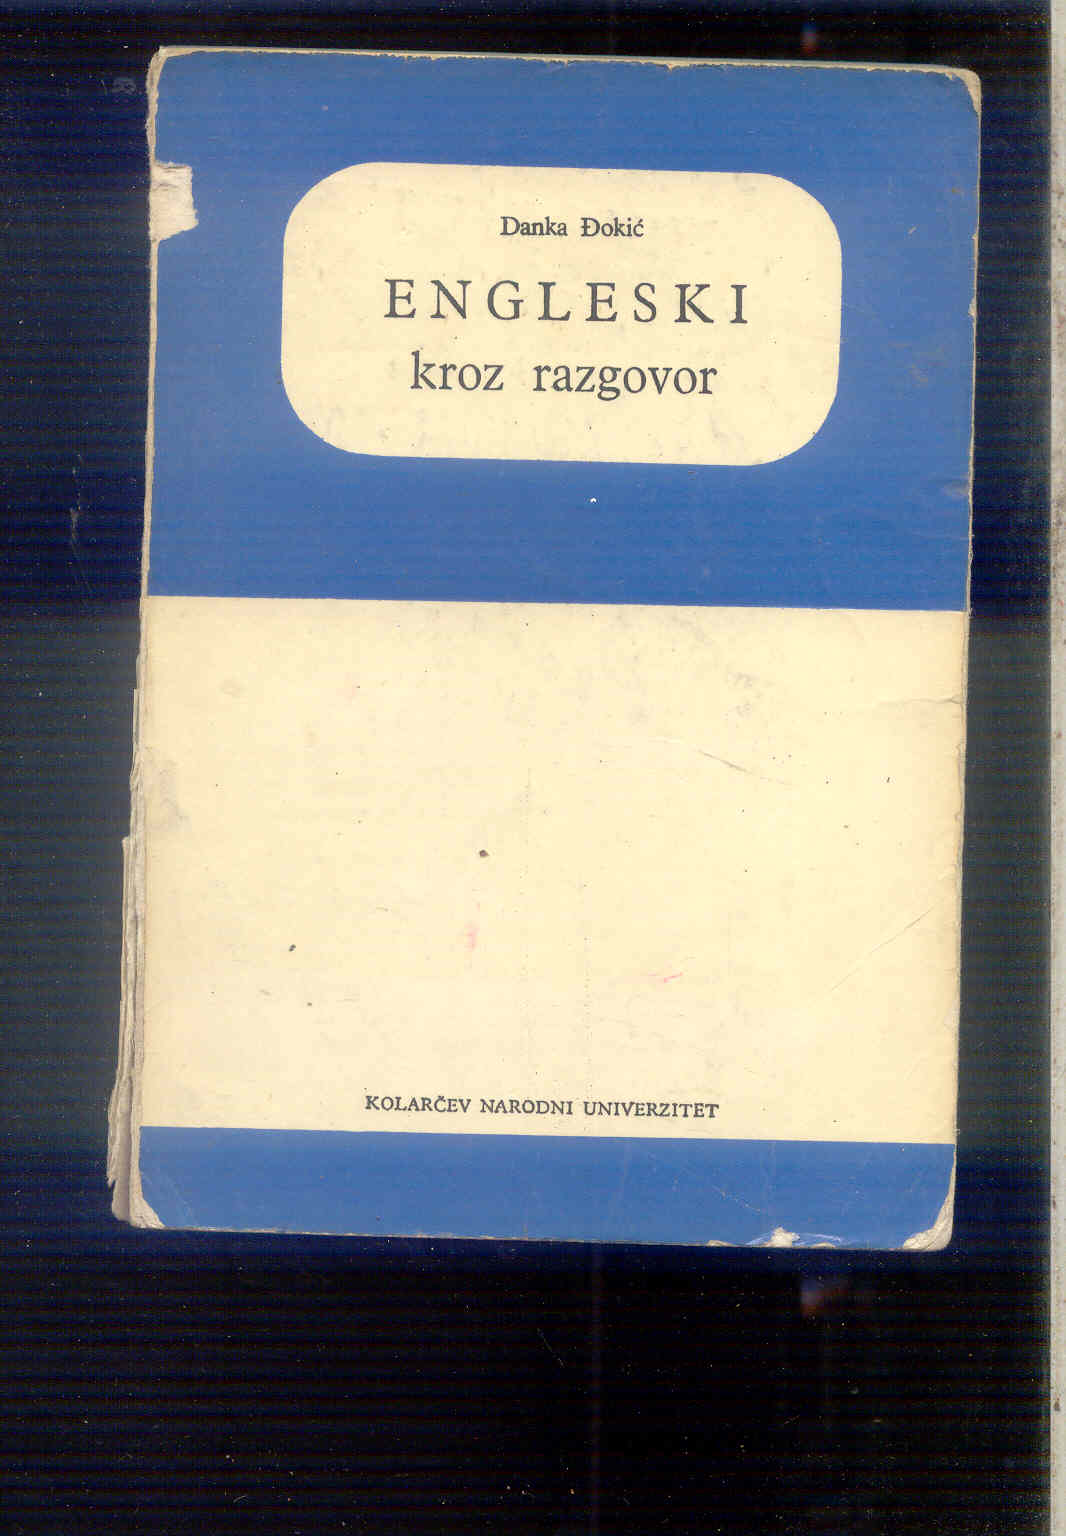 Danka Đokić
ENGLESKI
kroz razgovor
KOLARČEV NARODNI UNIVERZITET